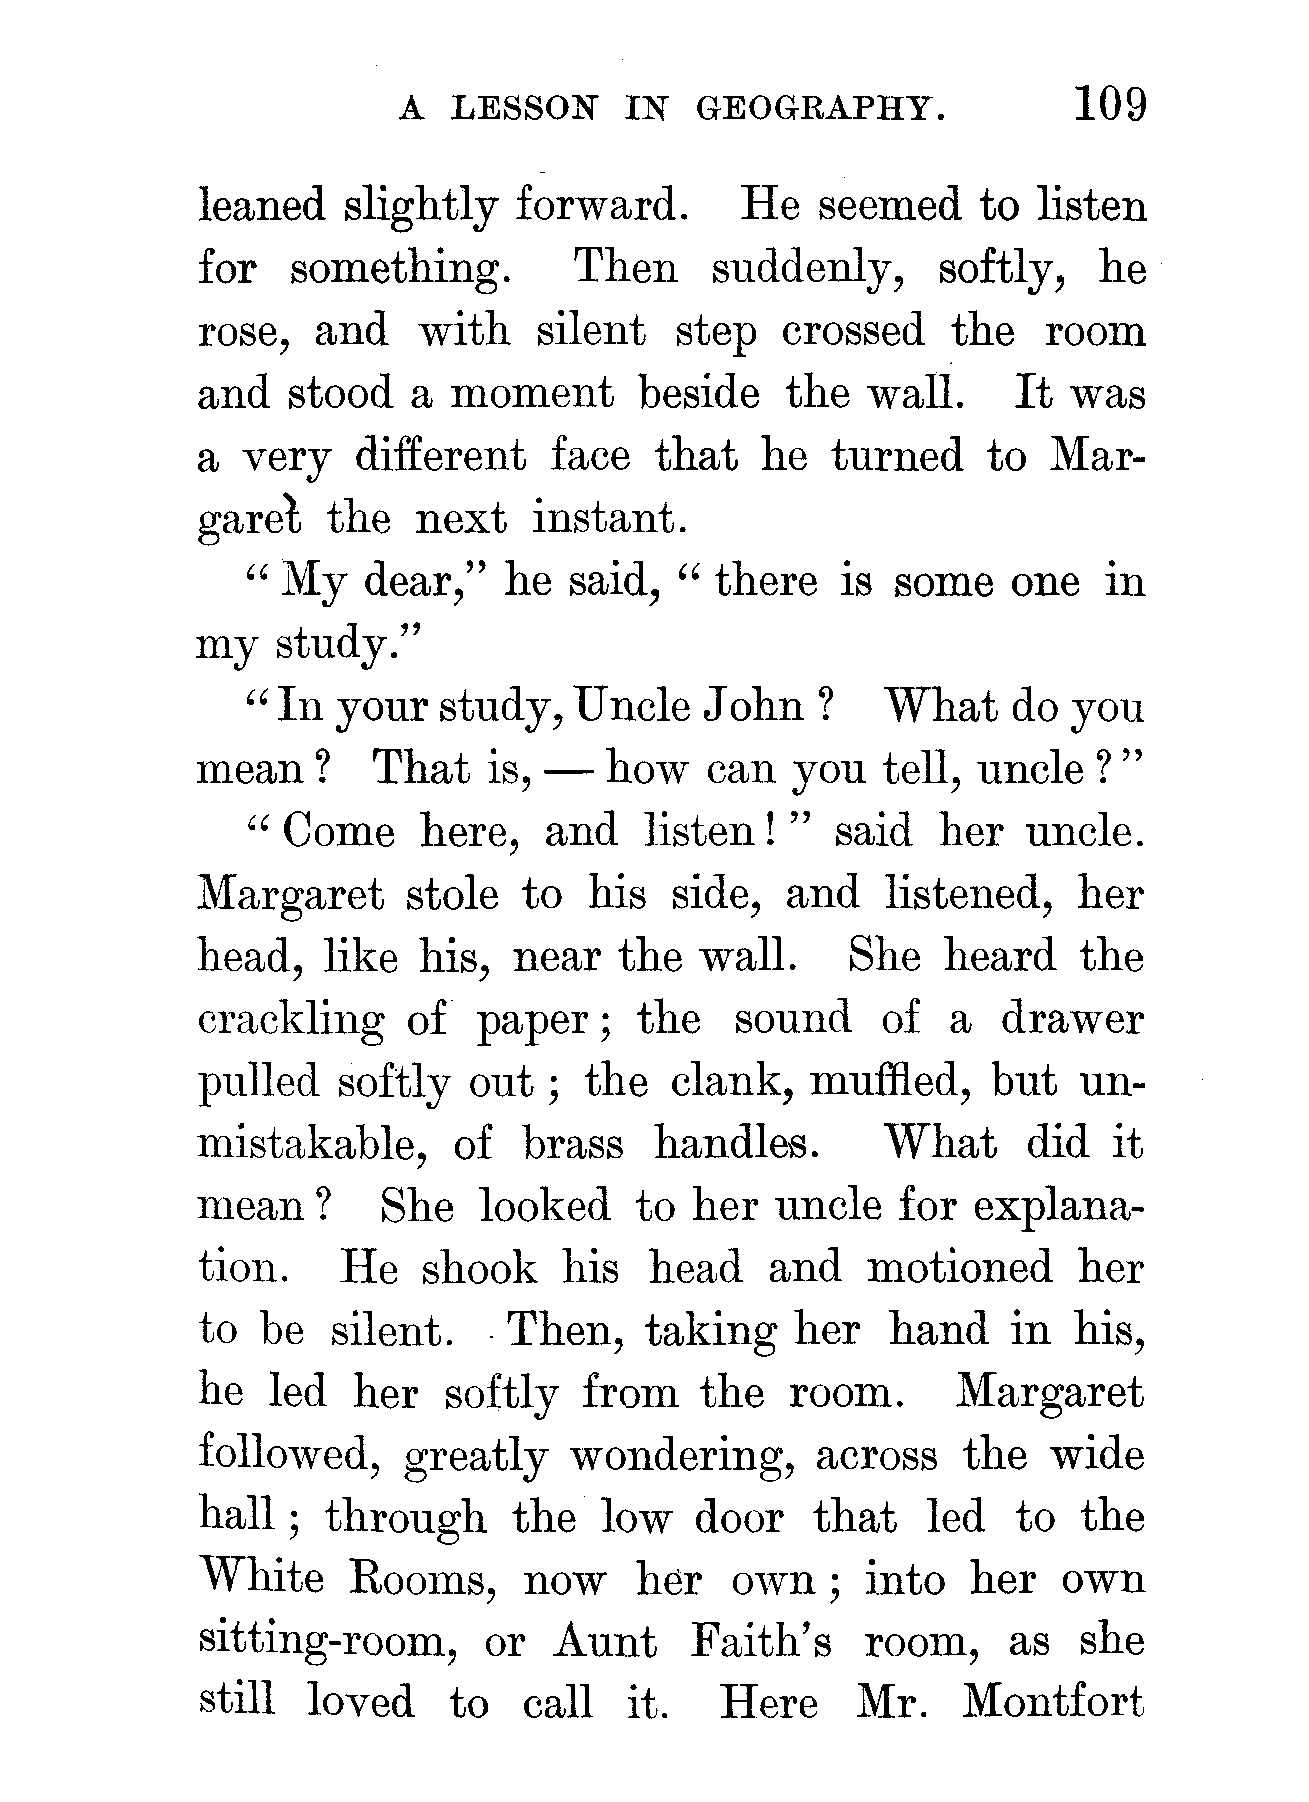 A LESSON IN GEOGRAPHY. 109
leaned slightly forward. He seemed to listen
for something. Then suddenly, softly, he
rose, and with silent step crossed the room
and stood a moment beside the wall. It was
a very different face that he turned to Mar-
garet the next instant.
“ My dear,” he said, “ there is some one in
my study.”
“ In your study, Uncle John ? What do you
mean ? That is, — how can you tell, uncle ? ”
“ Come here, and listen ! ” said her uncle.
Margaret stole to his side, and listened, her
head, like his, near the wall. She heard the
crackling of paper ; the sound of a drawer
pulled softly out ; the clank, muffled, but un-
mistakable, of brass handles. What did it
mean ? She looked to her uncle for explana-
tion. He shook his head and motioned her
to be silent. Then, taking her hand in his,
he led her softly from the room. Margaret
followed, greatly wondering, across the wide
hall ; through the low door that led to the
White Rooms, now her own ; into her own
sitting-room, or Aunt Faith’s room, as she
still loved to call it. Here Mr. Montfort